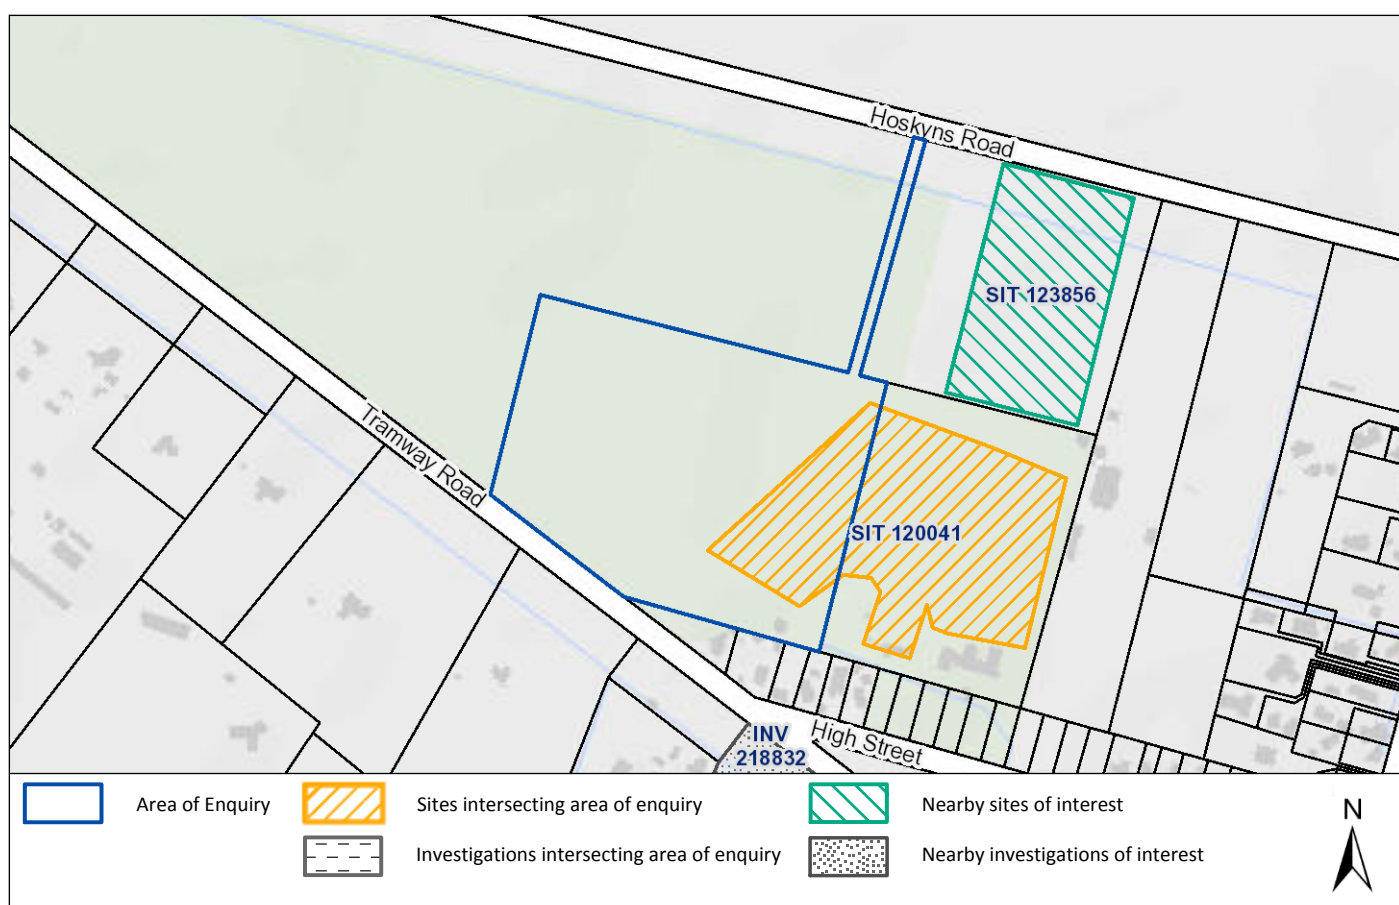 Hoskyns Road
SIT 123856
Tramway Road
SIT 120041
INV
218832
High Street
Area of Enquiry
Sites intersecting area of enquiry
Nearby sites of interest
Investigations intersecting area of enquiry
Nearby investigations of interest
N